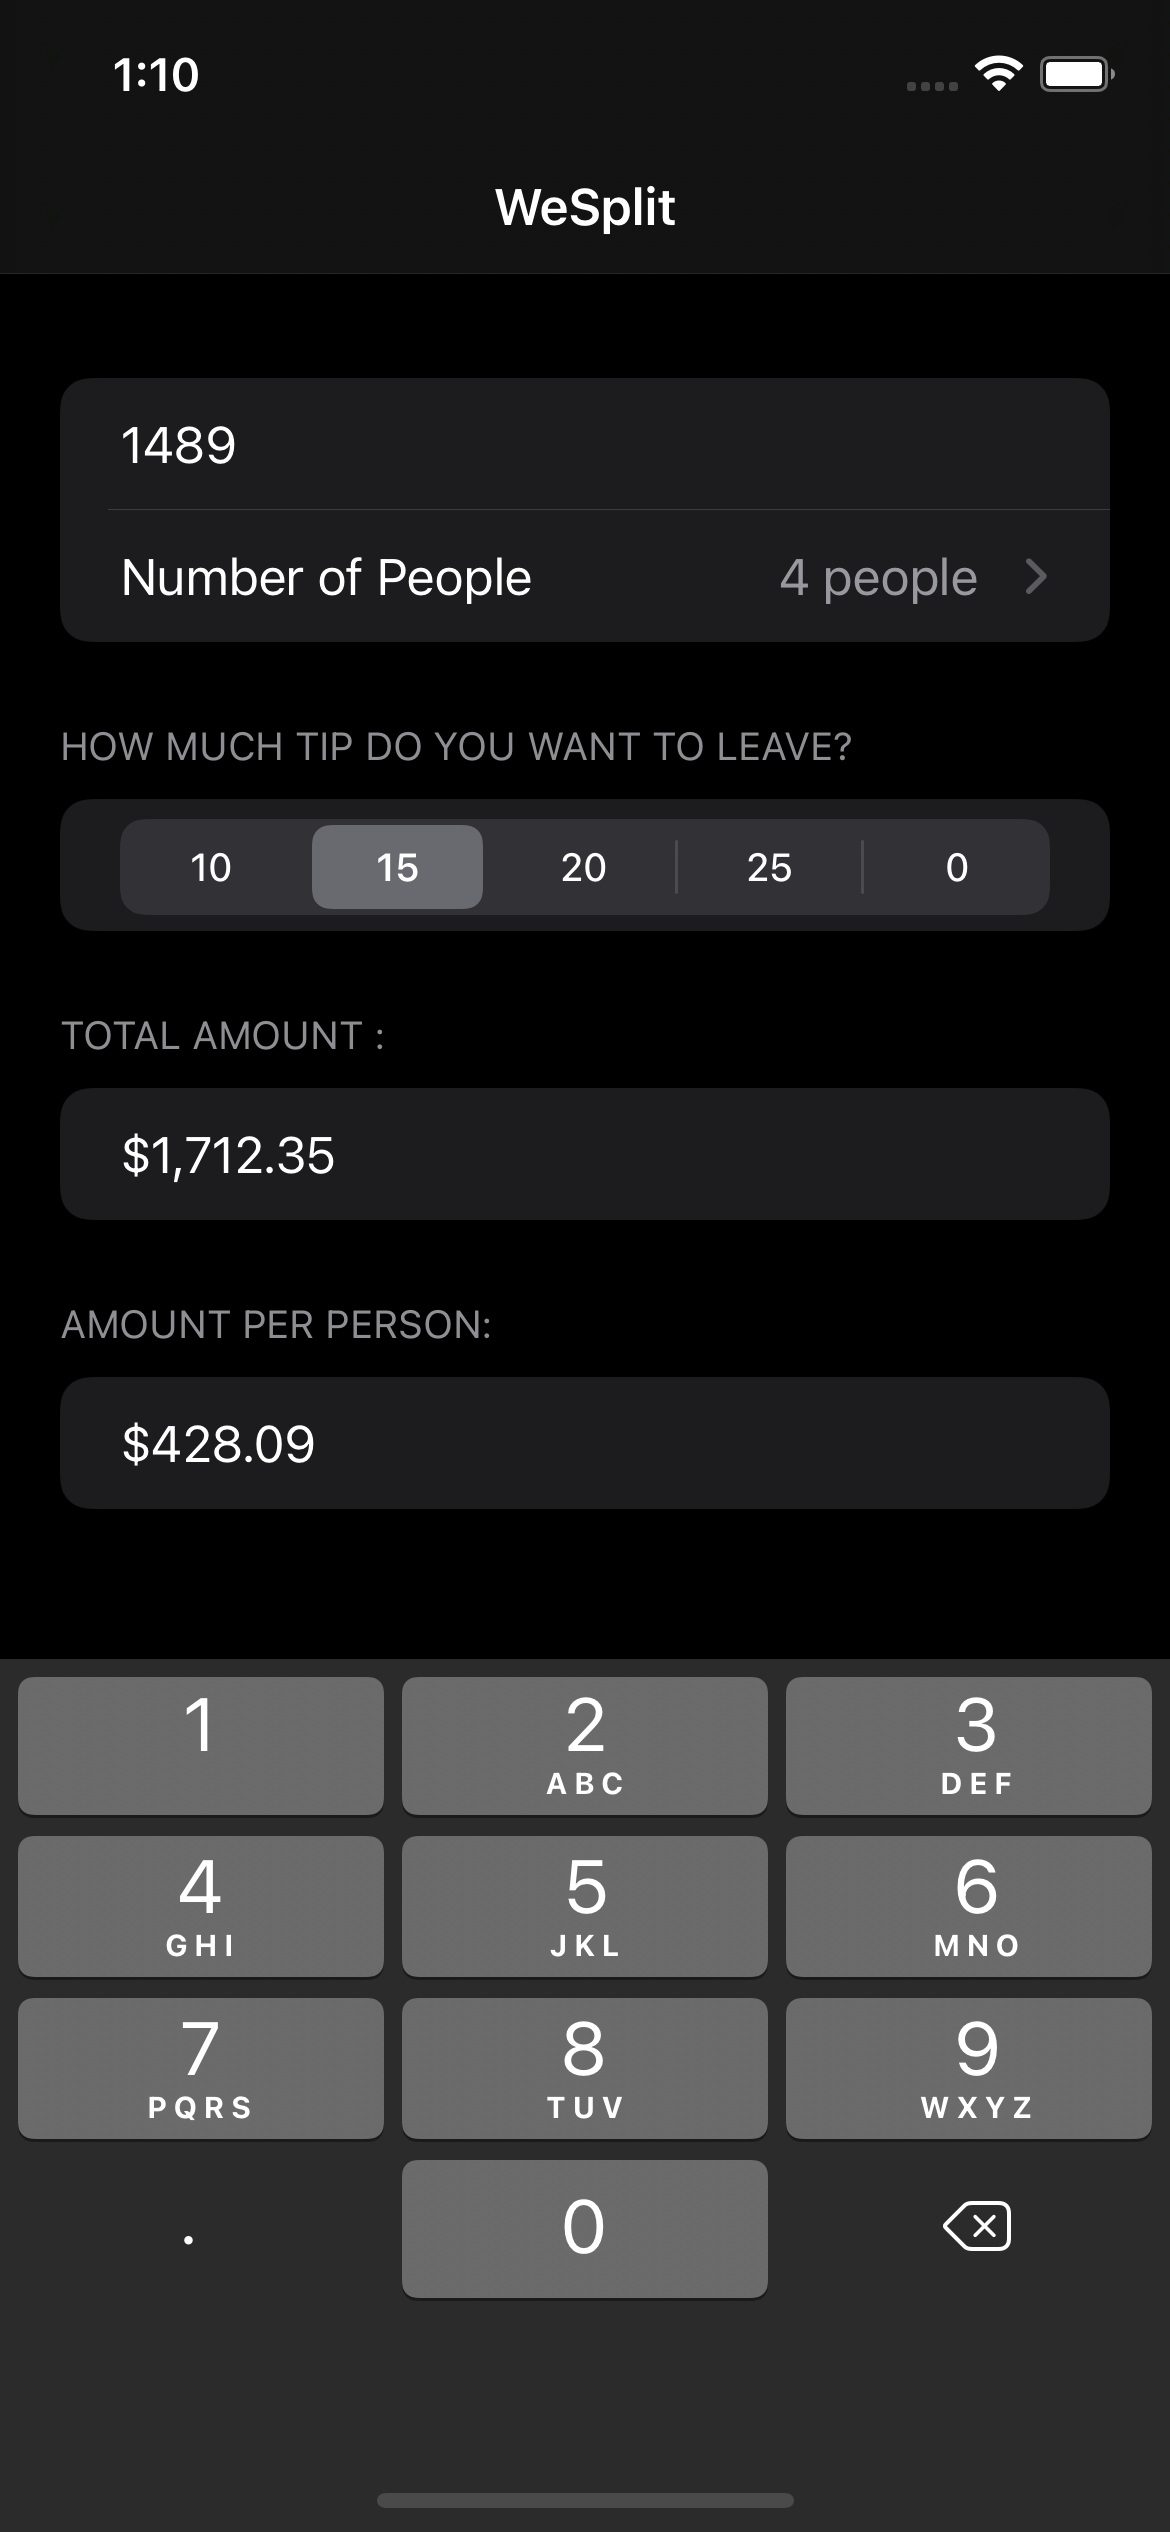 1:10
WeSplit
1489
Number of People 4 people
HOW MUCH TIP DO YOU WANT TO LEAVE?
10 15 20 25 0
TOTAL AMOUNT :
$1,712.35
AMOUNT PER PERSON:
$428.09
1 2 3
ABC DEF
4 5 6
GHI JKL MNO
7 8 9
PQRS TUV WXYZ
. 0